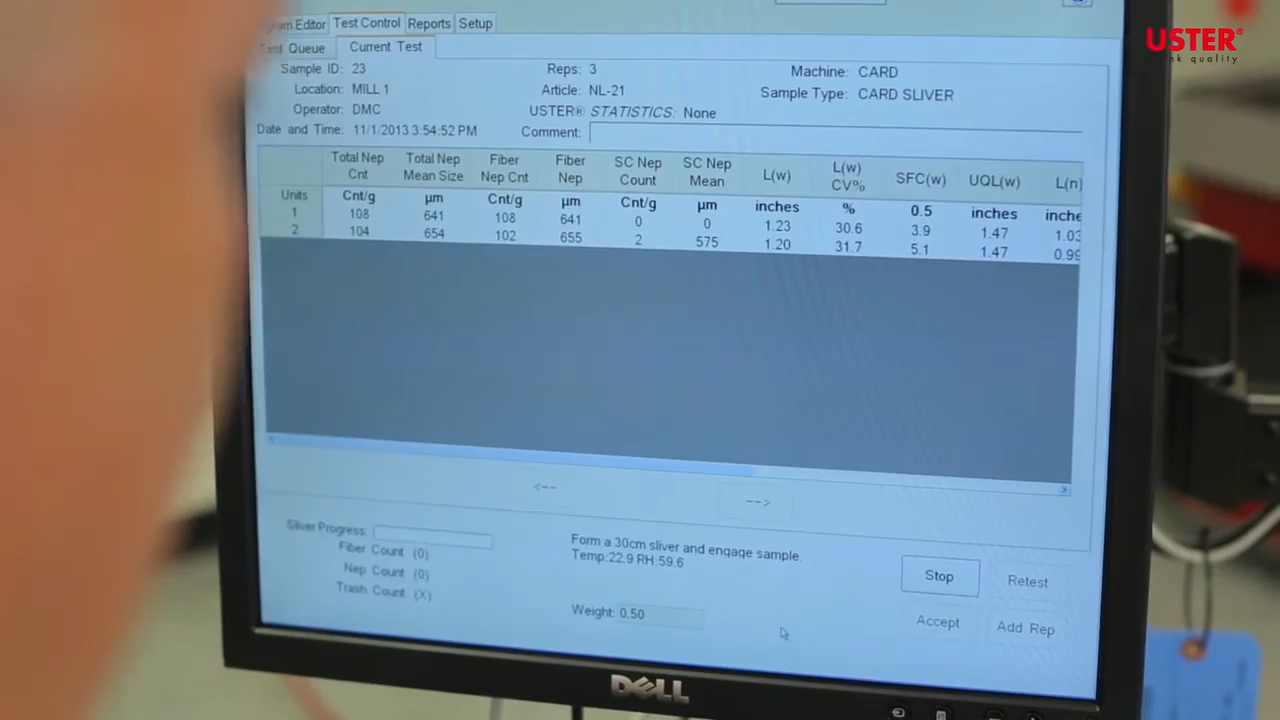 USTER®
nk quality
ram Editor Test Control Reports Setup
Test Queue Current Test
Sample ID: 23 Reps: 3 Machine: CARD
Location: MILL 1 Article: NL-21 Sample Type: CARD SLIVER
Operator: DMC USTER® STATISTICS: None
Date and Time: 11/1/2013 3:54:52 PM Comment:
Total Nep Cnt Total Nep Mean Size Fiber Nep Cnt Fiber Nep SC Nep Count SC Nep Mean L(w) L(w) CV% SFC(w) UQL(w) L(n)
Units Cnt/g µm Cnt/g µm Cnt/g µm inches % 0.5 inches inche
1 108 641 108 641 0 0 1.23 30.6 3.9 1.47 1.03
2 104 654 102 655 2 575 1.20 31.7 5.1 1.47 0.99
<-- -->
Sliver Progress:
Fiber Count (0)
Nep Count (0)
Trash Count (X)
Form a 30cm sliver and engage sample.
Temp:22.9 RH:59.6
Weight: 0.50
Stop Retest
Accept Add Rep
DELL